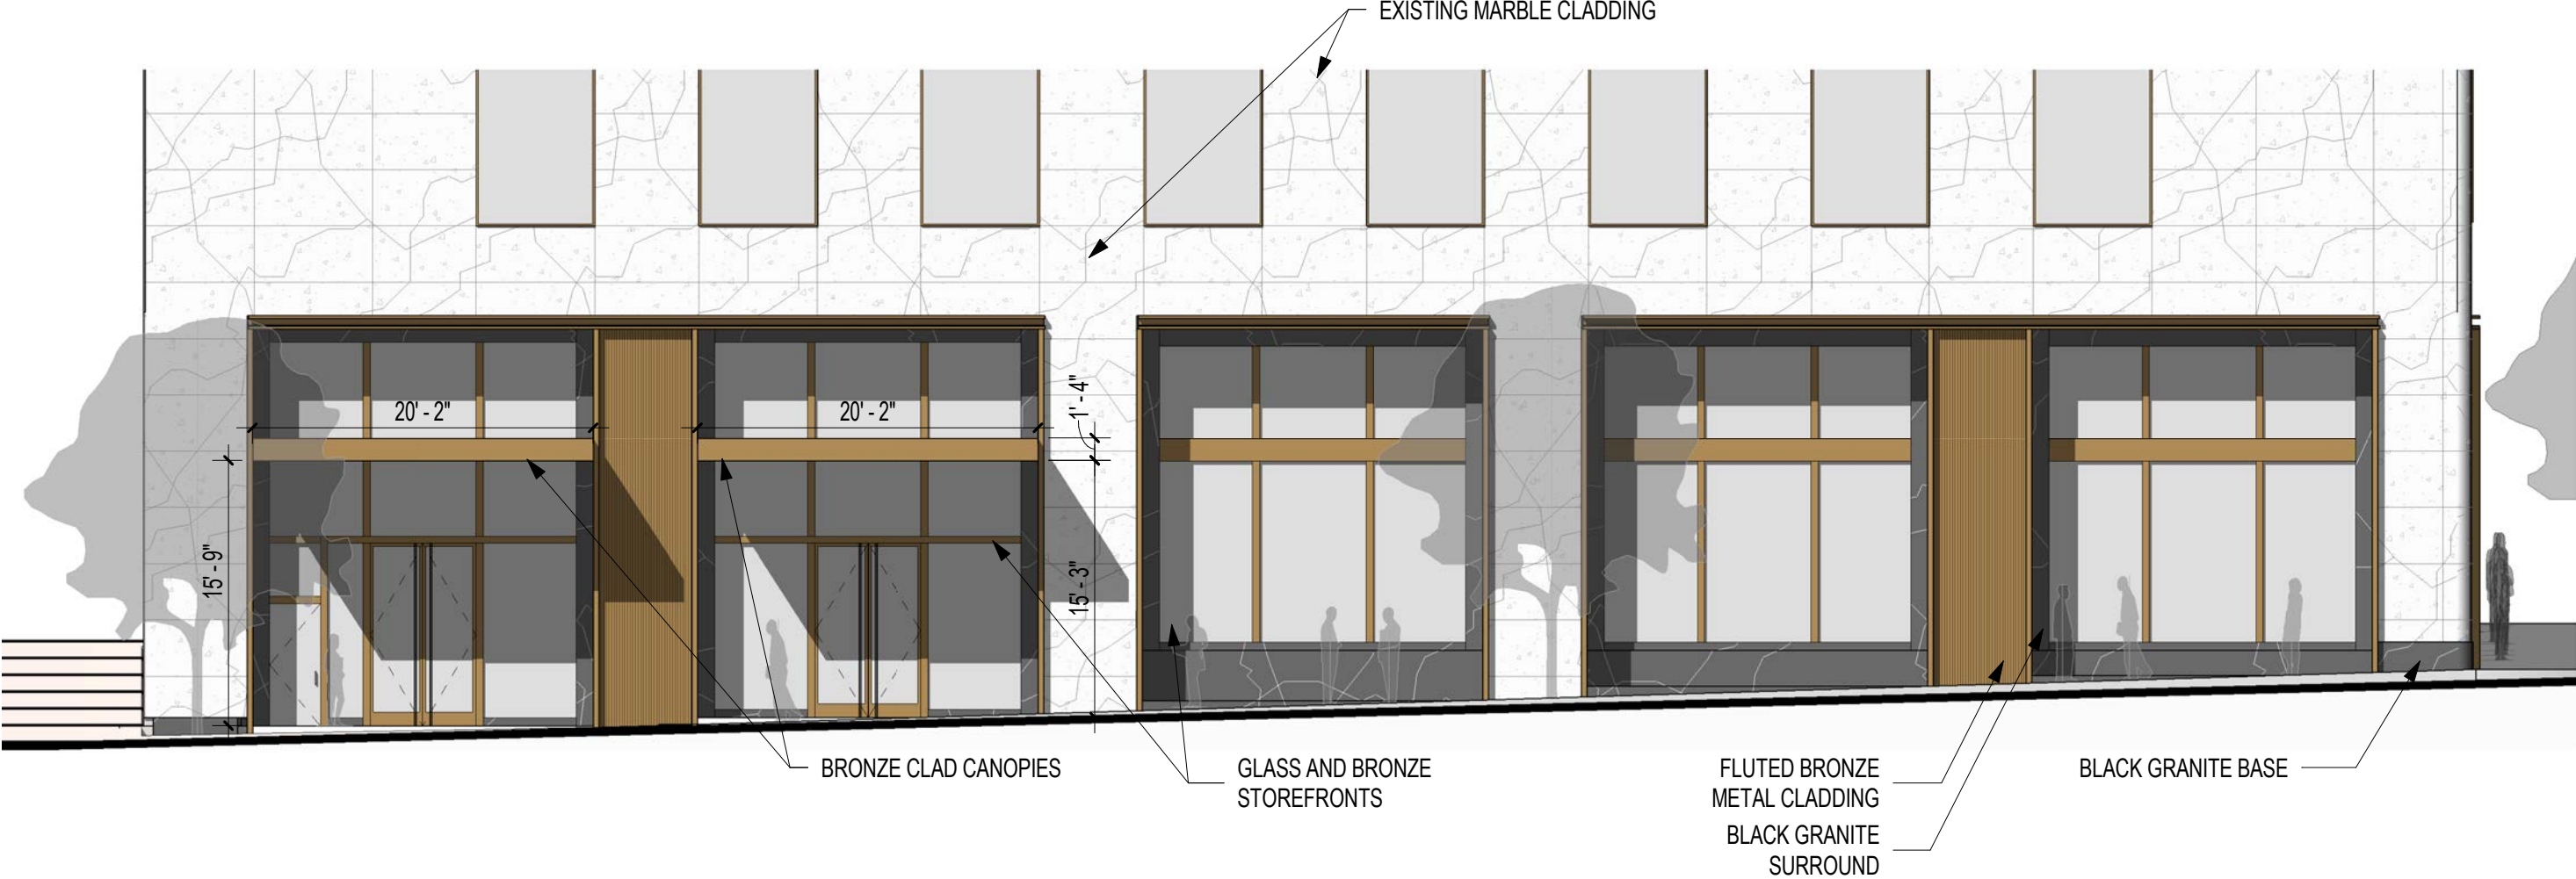 EXISTING MARBLE CLADDING
20' - 2"
20' - 2"
1' - 4"
15' - 9"
15' - 3"
BRONZE CLAD CANOPIES
GLASS AND BRONZE
STOREFRONTS
FLUTED BRONZE
METAL CLADDING
BLACK GRANITE
SURROUND
BLACK GRANITE BASE